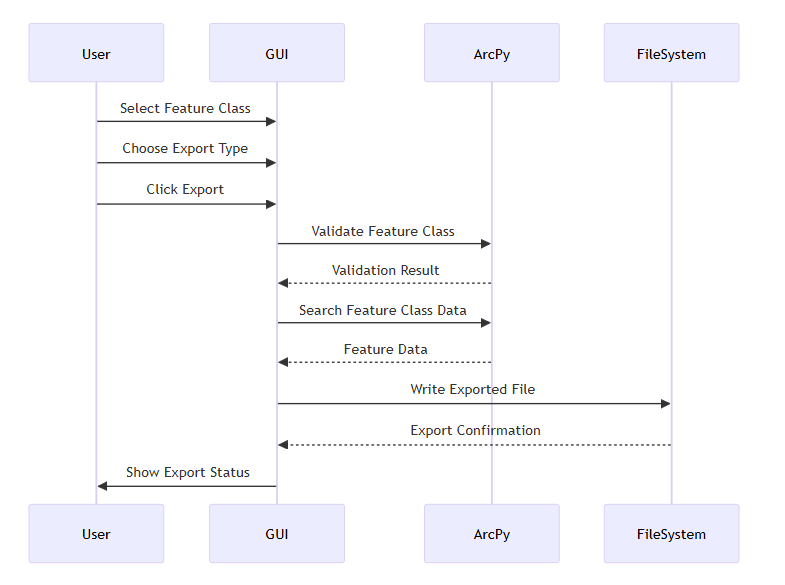 User
GUI
ArcPy
FileSystem
Select Feature Class
Choose Export Type
Click Export
Validate Feature Class
Validation Result
Search Feature Class Data
Feature Data
Write Exported File
Export Confirmation
Show Export Status
User
GUI
ArcPy
FileSystem